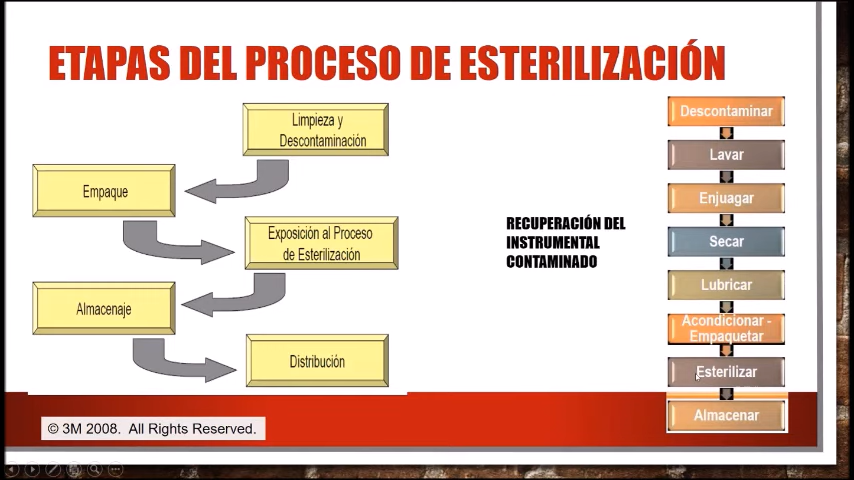 ETAPAS DEL PROCESO DE ESTERILIZACIÓN
Limpieza y
Descontaminación
Empaque
Exposición al Proceso
de Esterilización
Almacenaje
Distribución
RECUPERACIÓN DEL
INSTRUMENTAL
CONTAMINADO
Descontaminar
Lavar
Enjuagar
Secar
Lubricar
Acondicionar -
Empaquetar
Esterilizar
Almacenar
© 3M 2008. All Rights Reserved.